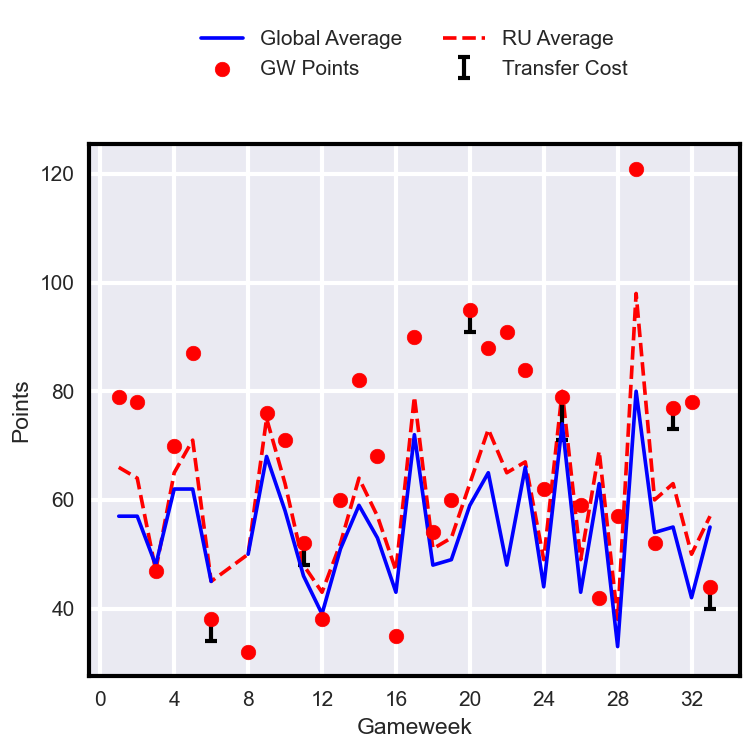 Global Average RU Average
GW Points Transfer Cost
120
100
80
60
40
Points
0 4 8 12 16 20 24 28 32
Gameweek